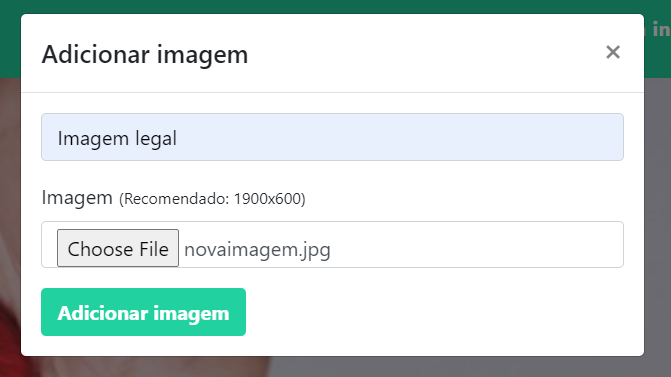 Adicionar imagem
×
Imagem legal
Imagem (Recomendado: 1900x600)
Choose File novaimagem.jpg
Adicionar imagem